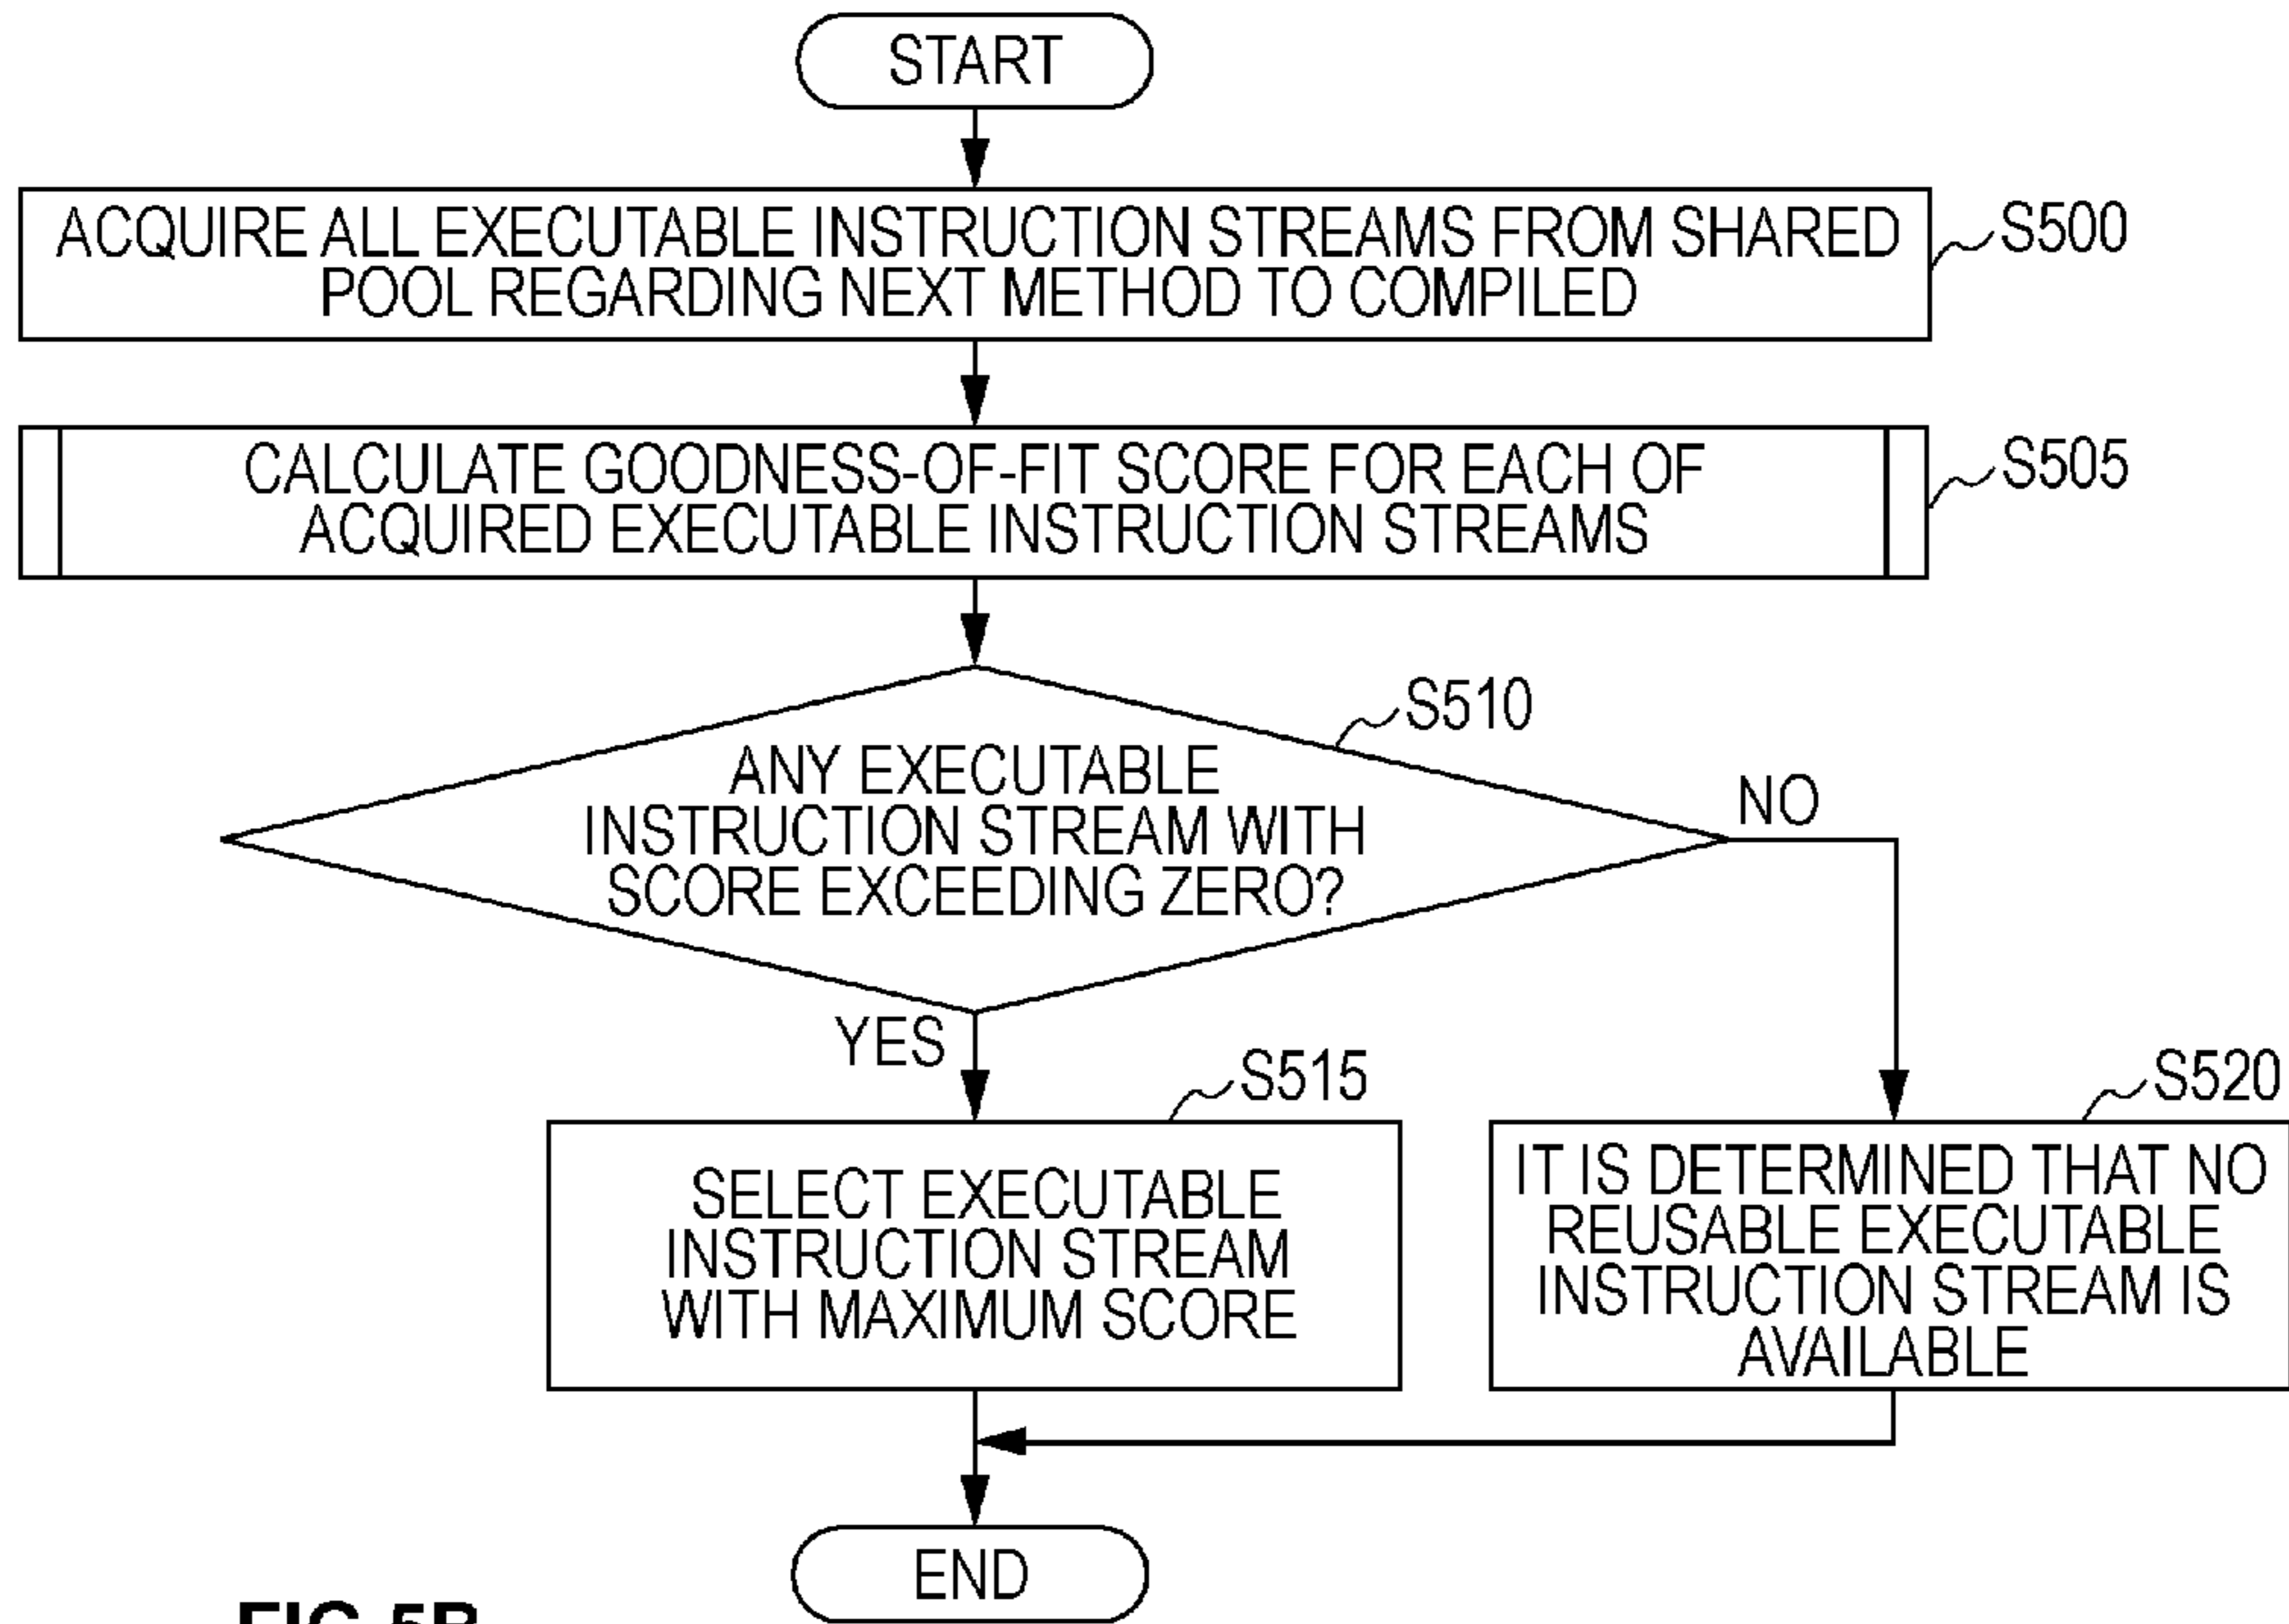 START
ACQUIRE ALL EXECUTABLE INSTRUCTION STREAMS FROM SHARED
POOL REGARDING NEXT METHOD TO COMPILED
S500
CALCULATE GOODNESS-OF-FIT SCORE FOR EACH OF
ACQUIRED EXECUTABLE INSTRUCTION STREAMS
S505
S510
ANY EXECUTABLE
INSTRUCTION STREAM WITH
SCORE EXCEEDING ZERO?
NO
YES
S515
SELECT EXECUTABLE
INSTRUCTION STREAM
WITH MAXIMUM SCORE
S520
IT IS DETERMINED THAT NO
REUSABLE EXECUTABLE
INSTRUCTION STREAM IS
AVAILABLE
END
FIG.5B